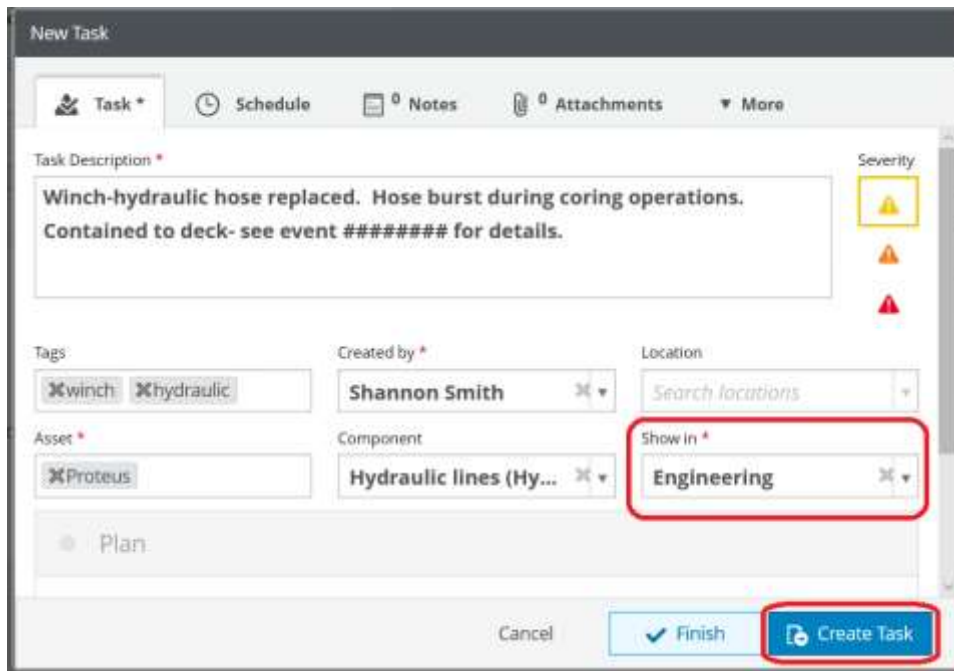 New Task
Task * Schedule 0 Notes 0 Attachments ▼ More
Task Description * Severity
Winch-hydraulic hose replaced.  Hose burst during coring operations.
Contained to deck- see event ######## for details.
Tags Created by * Location
winch hydraulic Shannon Smith Search locations
Asset * Component Show in *
Proteus Hydraulic lines (Hy... Engineering
Plan
Cancel Finish Create Task